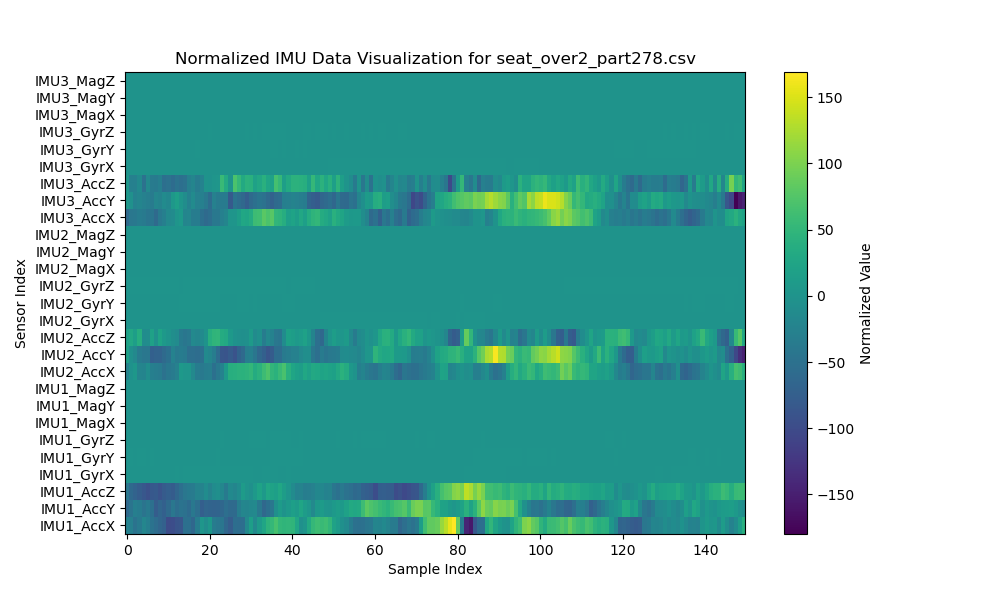 Normalized IMU Data Visualization for seat_over2_part278.csv
IMU3_MagZ
IMU3_MagY
IMU3_MagX
IMU3_GyrZ
IMU3_GyrY
IMU3_GyrX
IMU3_AccZ
IMU3_AccY
IMU3_AccX
IMU2_MagZ
IMU2_MagY
IMU2_MagX
IMU2_GyrZ
IMU2_GyrY
IMU2_GyrX
IMU2_AccZ
IMU2_AccY
IMU2_AccX
IMU1_MagZ
IMU1_MagY
IMU1_MagX
IMU1_GyrZ
IMU1_GyrY
IMU1_GyrX
IMU1_AccZ
IMU1_AccY
IMU1_AccX
Sensor Index
0 20 40 60 80 100 120 140
Sample Index
150
100
50
0
−50
−100
−150
Normalized Value